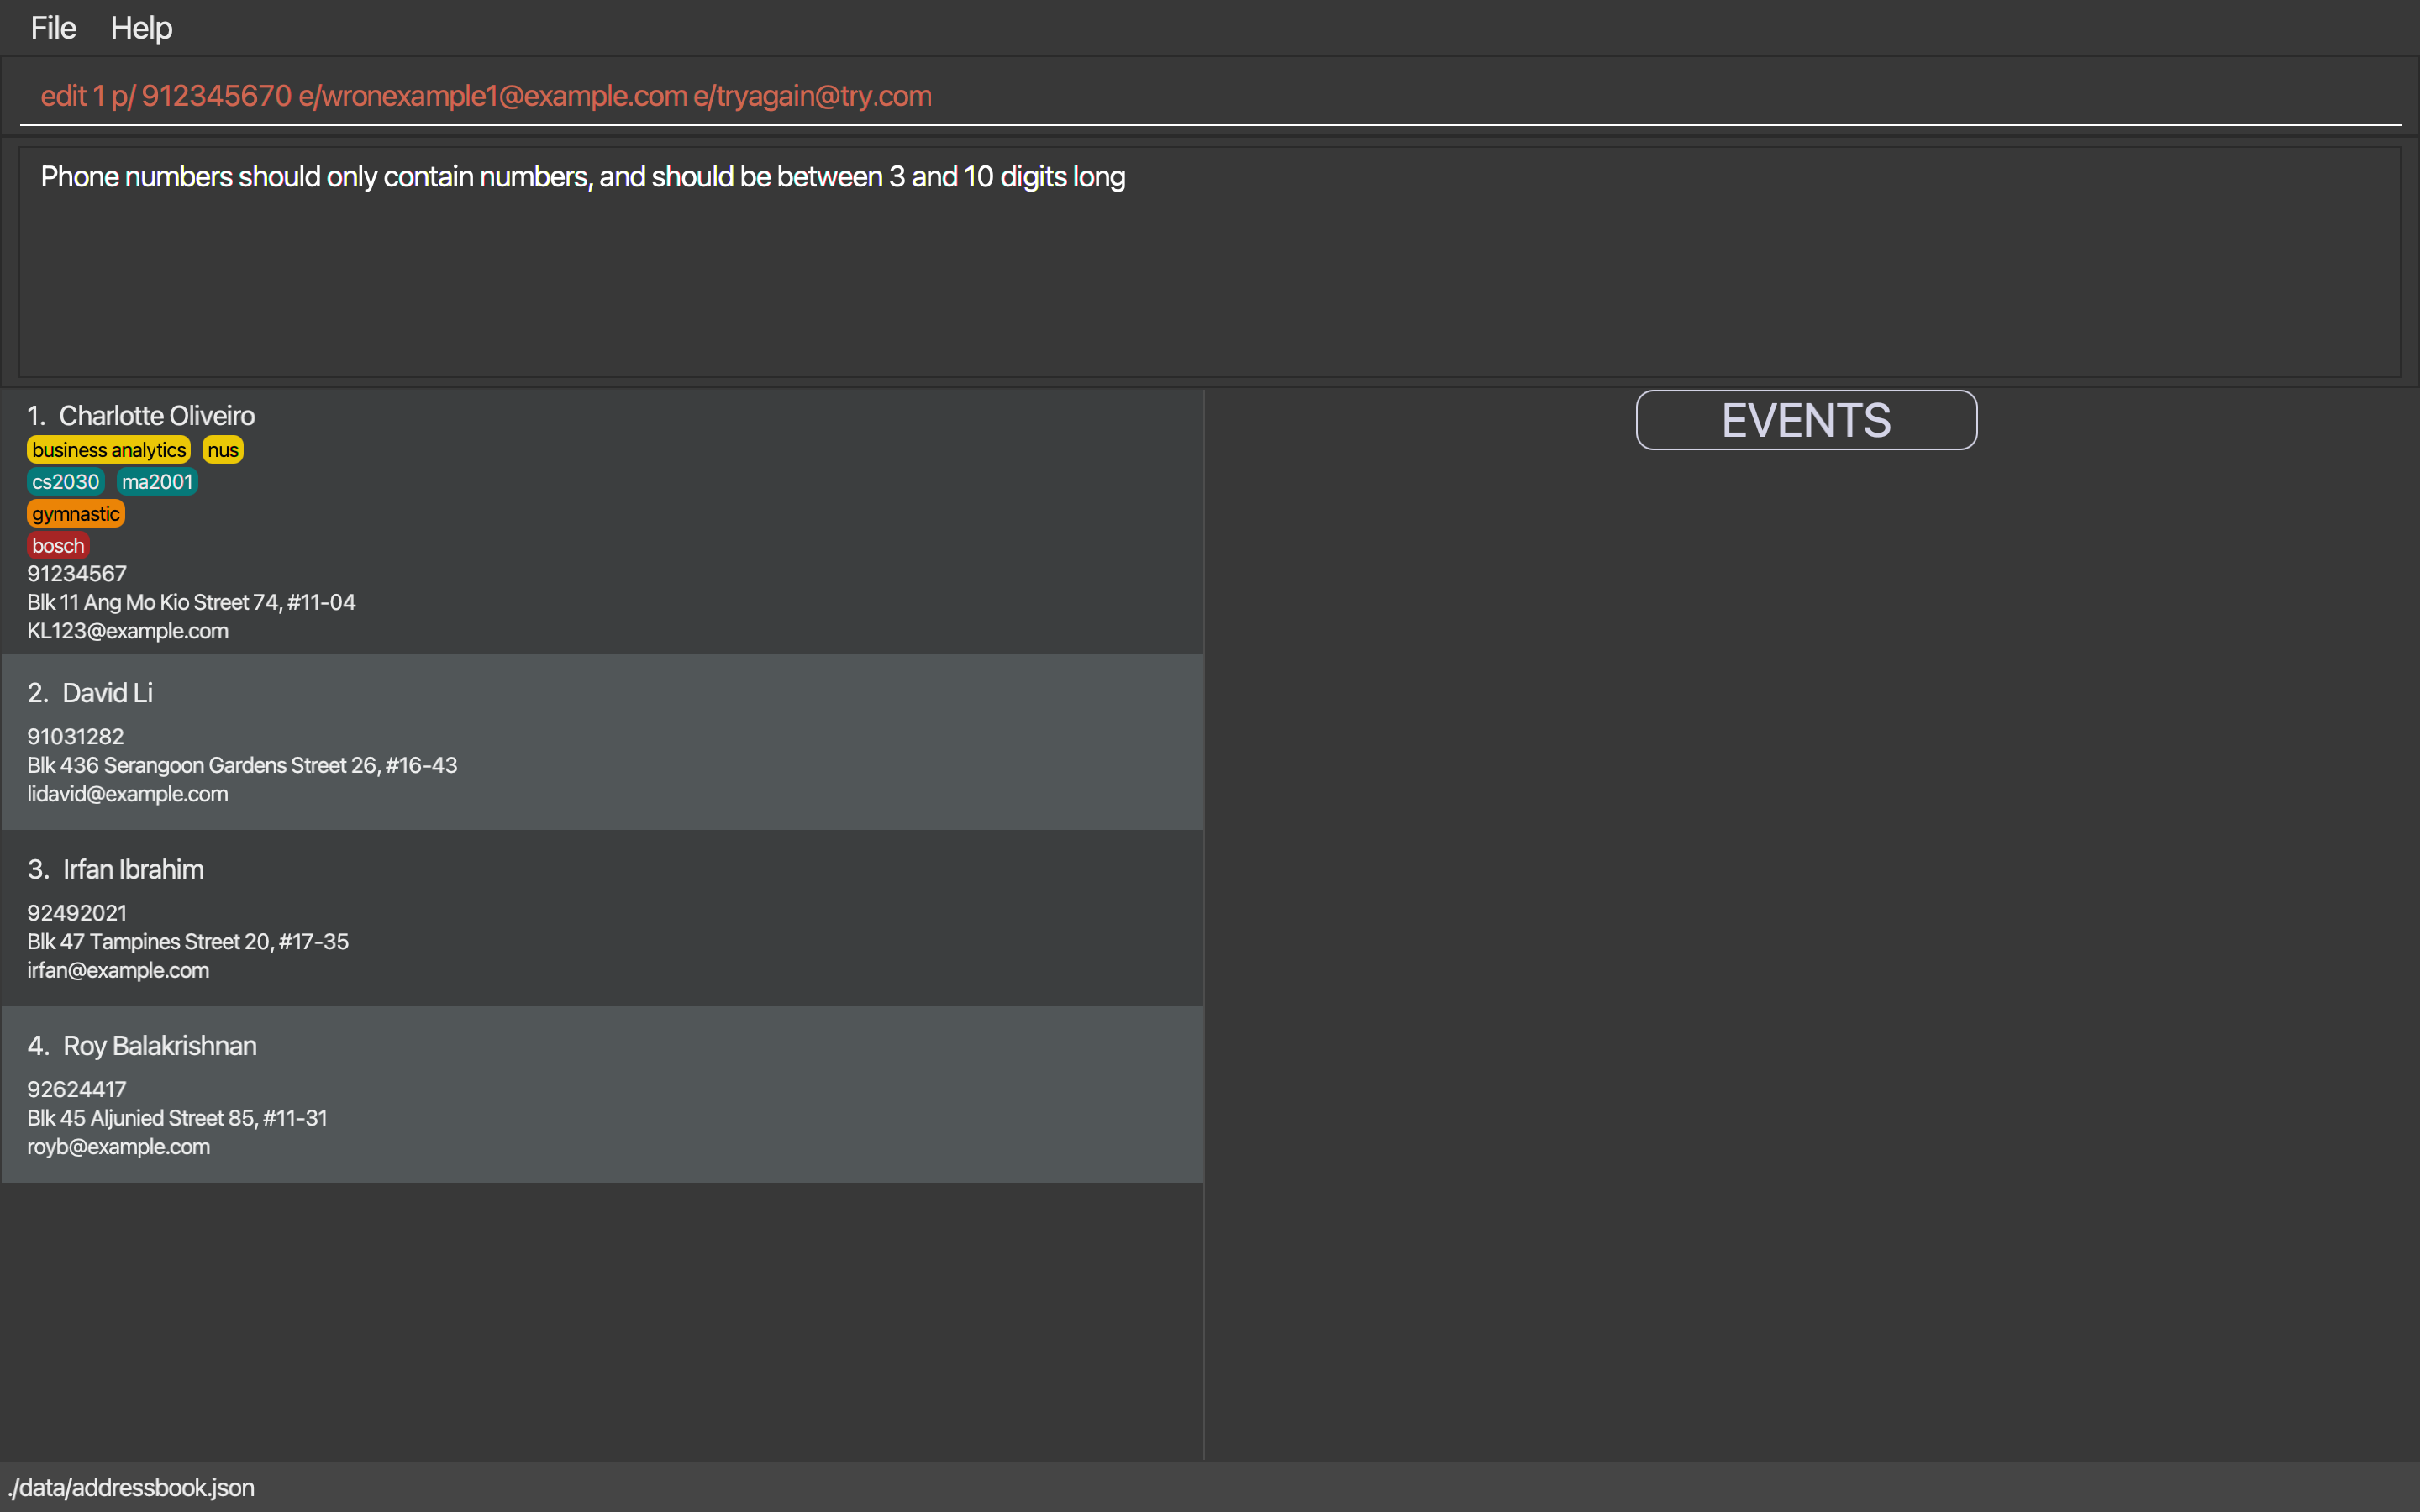 File Help
edit 1 p/ 912345670 e/wronexample1@example.com e/tryagain@try.com
Phone numbers should only contain numbers, and should be between 3 and 10 digits long
1. Charlotte Oliveiro
business analytics nus
cs2030 ma2001
gymnastic
bosch
91234567
Blk 11 Ang Mo Kio Street 74, #11-04
KL123@example.com
2. David Li
91031282
Blk 436 Serangoon Gardens Street 26, #16-43
lidavid@example.com
3. Irfan Ibrahim
92492021
Blk 47 Tampines Street 20, #17-35
irfan@example.com
4. Roy Balakrishnan
92624417
Blk 45 Aljunied Street 85, #11-31
royb@example.com
EVENTS
./data/addressbook.json